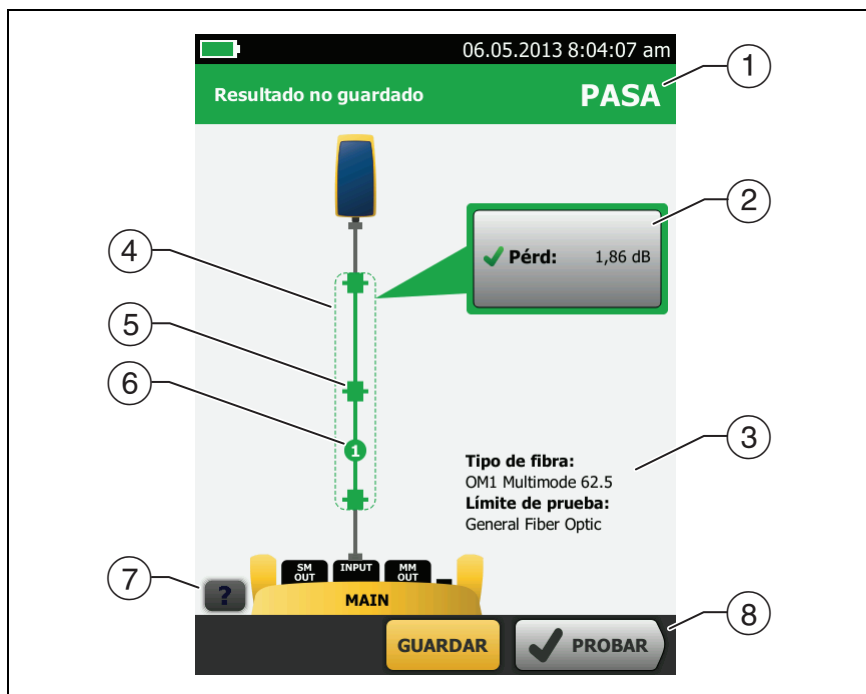 06.05.2013 8:04:07 am
1
Resultado no guardado
PASA
2
Pérd: 1,86 dB
4
5
6
1
3
Tipo de fibra:
OM1 Multimode 62.5
Límite de prueba:
General Fiber Optic
7
?
SM OUT
INPUT
MM OUT
MAIN
8
GUARDAR
PROBAR